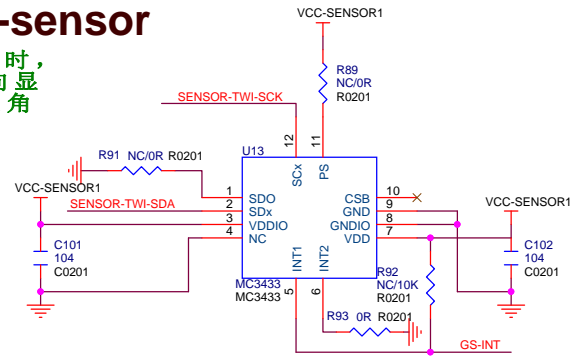 -sensor
时，
向显
角
VCC-SENSOR1
R89
NC/0R
R0201
SENSOR-TWI-SCK
12
11
R91 NC/0R R0201
U13
SCx
PS
VCC-SENSOR1
1 SDO
CSB 10
SENSOR-TWI-SDA
2 SDx
GND 9
VCC-SENSOR1
3 VDDIO
GNDIO 8
4 NC
VDD 7
C101
104
C0201
INT1
INT2
C102
104
C0201
MC3433
MC3433
5
6
R92
NC/10K
R0201
R93 0R R0201
GS-INT